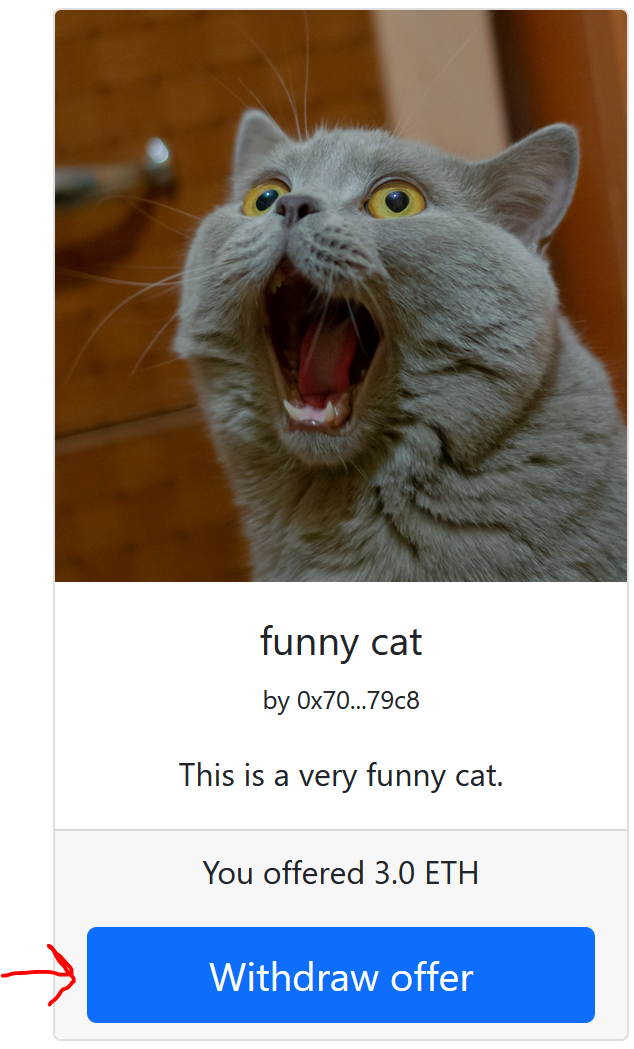 funny cat
by 0x70...79c8
This is a very funny cat.
You offered 3.0 ETH
Withdraw offer